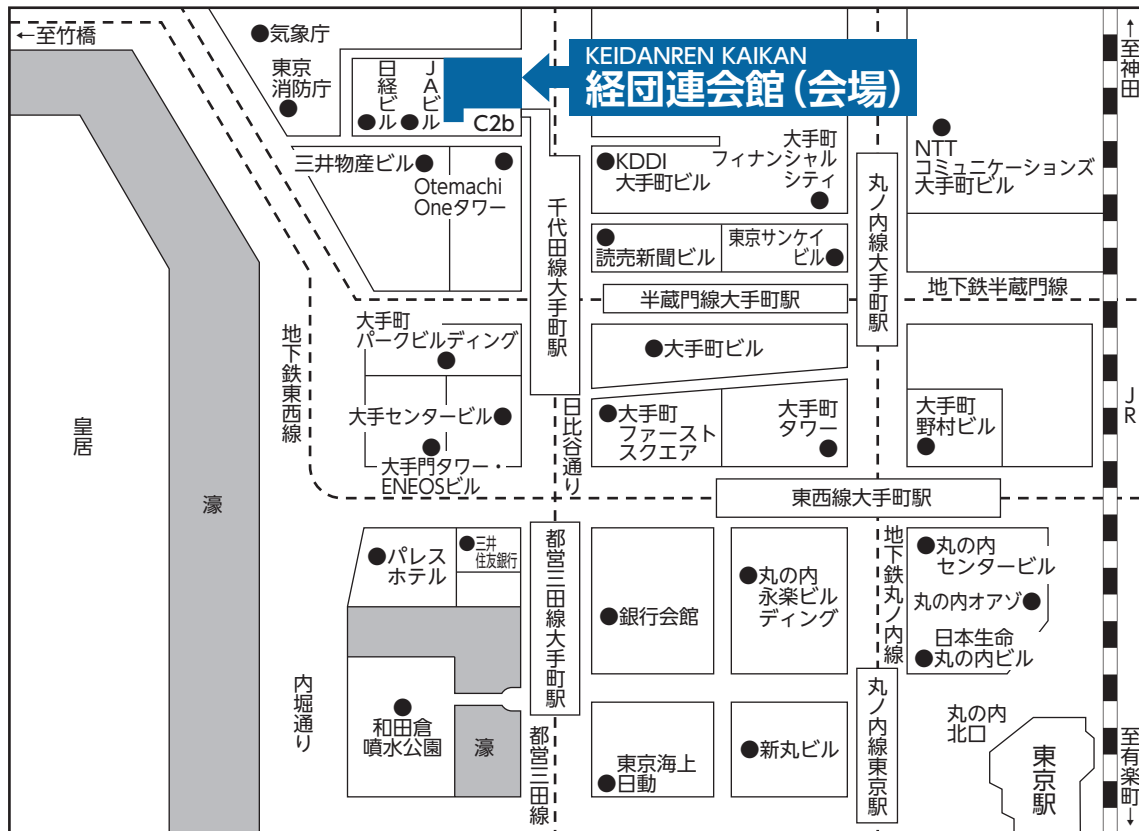 ←至竹橋
気象庁
東京
消防庁
日経ビル
JAビル
C2b
KEIDANREN KAIKAN
経団連会館(会場)
↑至神田
三井物産ビル
Otemachi
Oneタワー
千代田線大手町駅
KDDI
大手町ビル
大手町
フィナンシャル
シティ
丸ノ内線大手町駅
NTT
コミュニケーションズ
大手町ビル
読売新聞ビル
東京サンケイ
ビル
半蔵門線大手町駅
地下鉄半蔵門線
地下鉄東西線
大手町
パークビルディング
大手町ビル
皇居
濠
大手センタービル
大手門タワー・
ENEOSビル
日比谷通り
大手町
ファースト
スクエア
大手町
タワー
大手町
野村ビル
JR
東西線大手町駅
パレス
ホテル
三井
住友銀行
都営三田線大手町駅
銀行会館
丸の内
永楽ビル
ディング
地下鉄丸ノ内線
丸の内
センタービル
丸の内オアゾ
日本生命
丸の内ビル
内堀通り
和田倉
噴水公園
濠
都営三田線
東京海上
日動
新丸ビル
丸ノ内線東京駅
丸の内
北口
東京駅
至有楽町↓